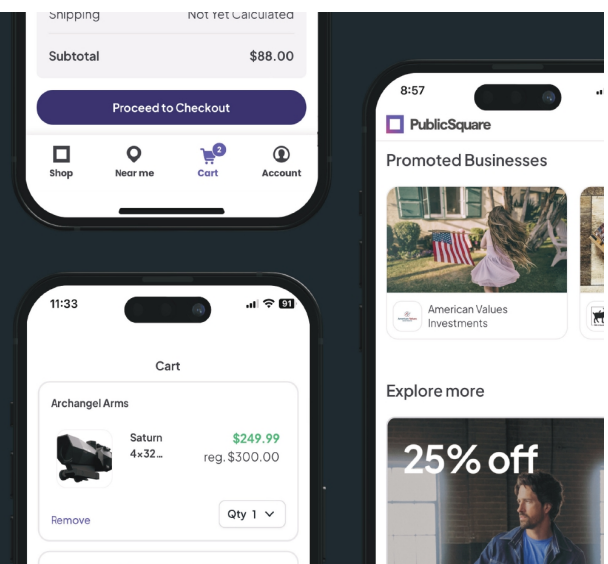 Shipping Not Yet Calculated
Subtotal $88.00
Proceed to Checkout
2
Shop Near me Cart Account
11:33 91
Cart
Archangel Arms
Saturn $249.99
4×32... reg. $300.00
Remove Qty 1
8:57
PublicSquare
Promoted Businesses
American Values
Investments
Explore more
25% off